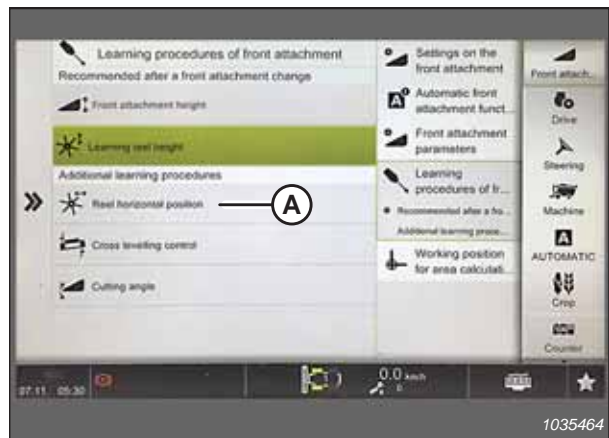 Learning procedures of front attachment
Recommended after a front attachment change
Front attachment height
Learning reel height
Additional learning procedures
Reel horizontal position
Cross levelling control
Cutting angle
A
Settings on the
front attachment
Automatic front
attachment funct...
Front attachment
parameters
Learning
procedures of fr...
Recommended after a fro...
Additional learning proce...
Working position
for area calculati...
Front attach...
Drive
Steering
Machine
A
AUTOMATIC
Crop
Counter
07.11 05:30
0.0 km/h
0
1035464